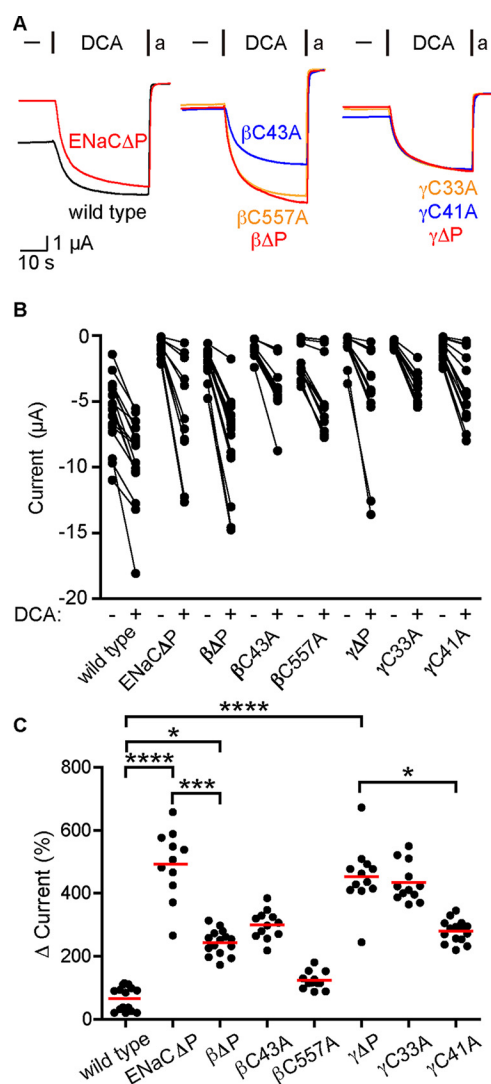 A
– DCA a – DCA a – DCA a
ENaCΔP
wild type
βC43A
βC557A
βΔP
γC33A
γC41A
γΔP
1 μA
10 s
B
Current (μA)
0
-5
-10
-15
-20
DCA: - + - + - + - + - + - + - + - +
wild type ENaCΔP βΔP βC43A βC557A γΔP γC33A γC41A
C
****
*
****
***
*
Δ Current (%)
800
600
400
200
0
wild type ENaCΔP βΔP βC43A βC557A γΔP γC33A γC41A